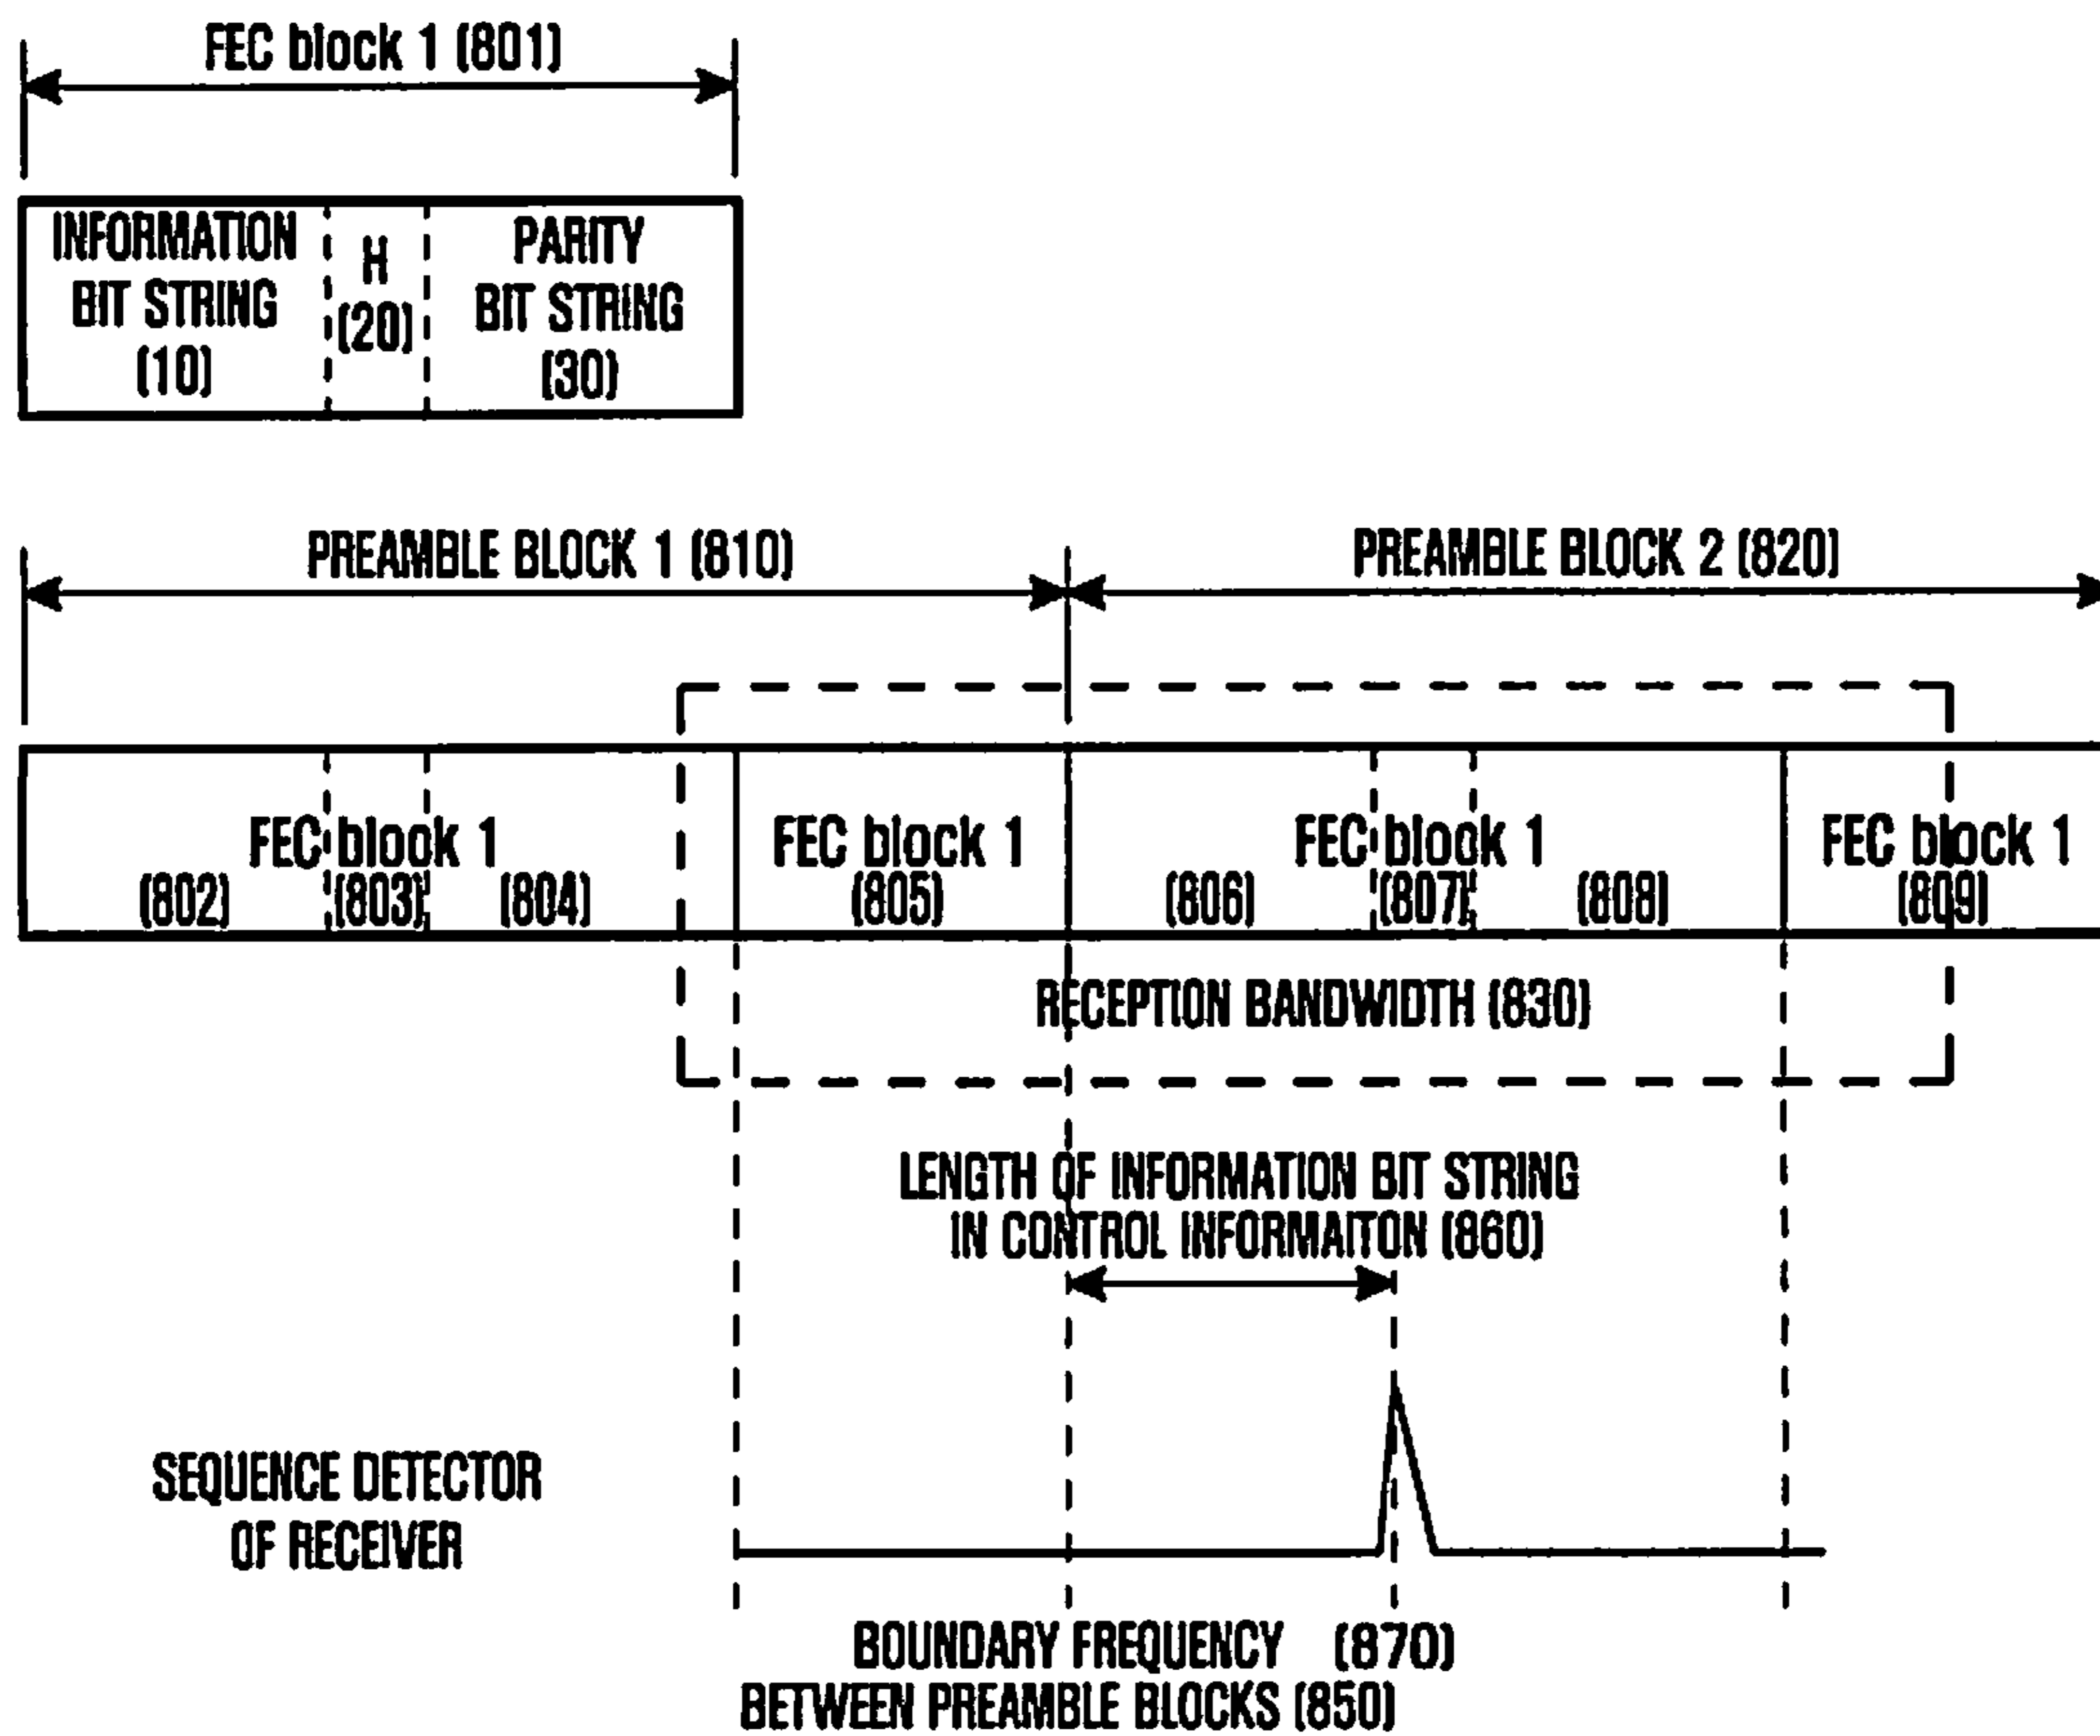 FEC block 1 (801)
INFORMATION
BIT STRING
(10)
H
(20)
PARITY
BIT STRING
(30)
PREAMBLE BLOCK 1 (810)
PREAMBLE BLOCK 2 (820)
FEC block 1
(802)
(803)
(804)
FEC block 1
(805)
FEC block 1
(806)
(807)
(808)
FEC block 1
(809)
RECEPTION BANDWIDTH (830)
LENGTH OF INFORMATION BIT STRING
IN CONTROL INFORMAITON (860)
SEQUENCE DETECTOR
OF RECEIVER
BOUNDARY FREQUENCY
BETWEEN PREAMBLE BLOCKS (850)
(870)